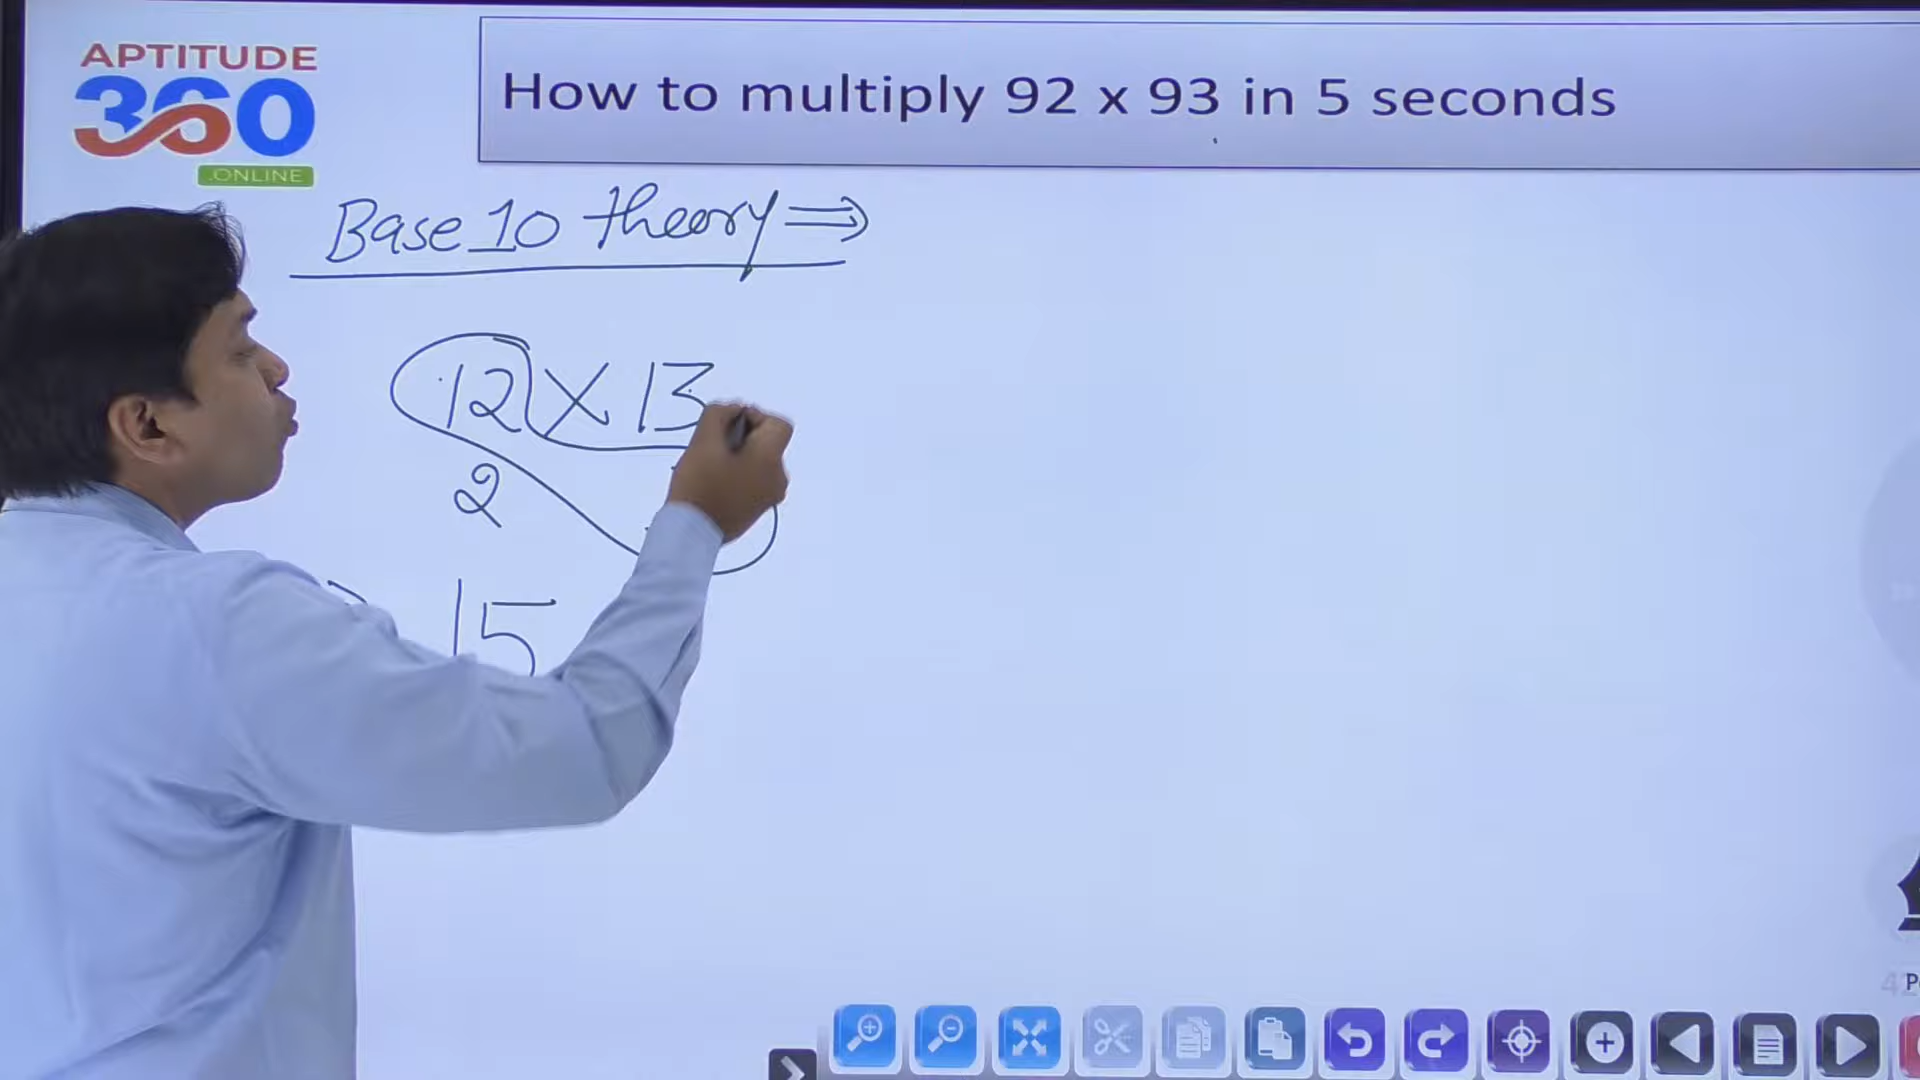 APTITUDE
360
.ONLINE
How to multiply 92 x 93 in 5 seconds
Base 10 theory ⇒
12 X 13
2
15